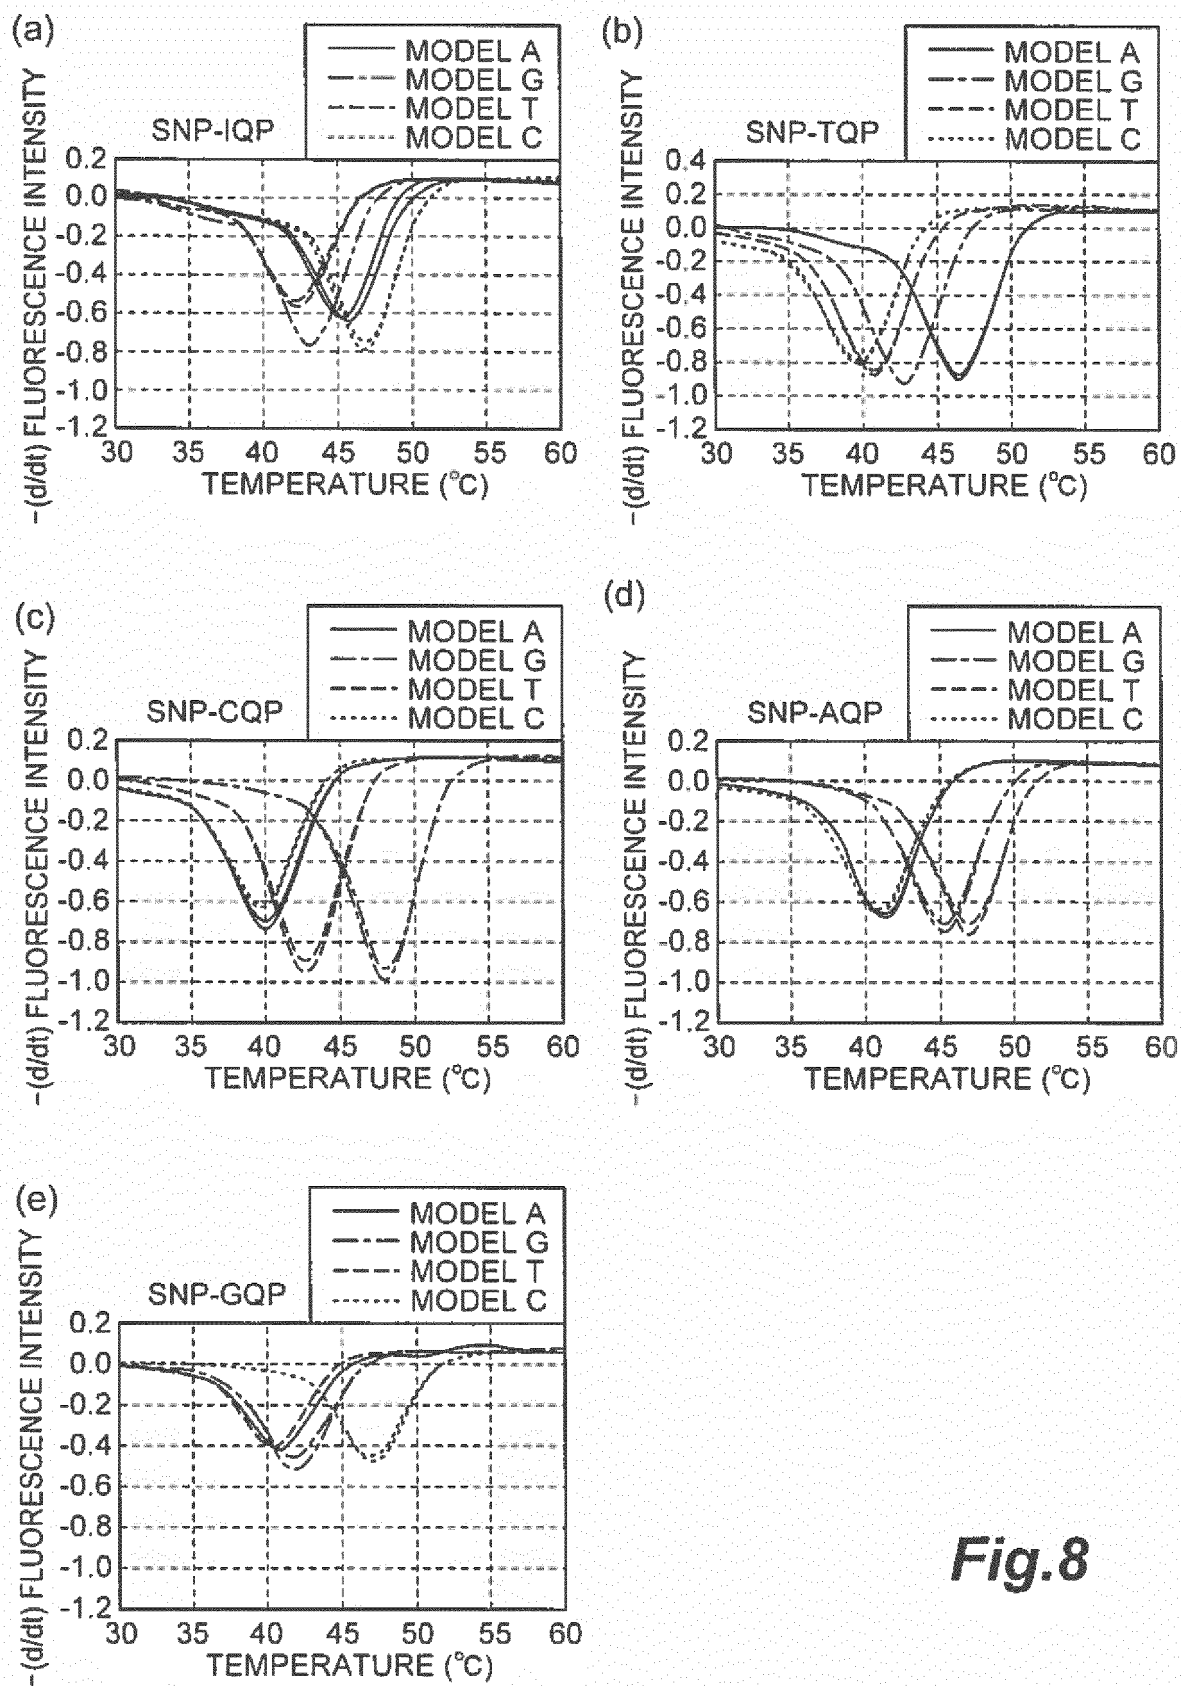 (a)
MODEL A
MODEL G
MODEL T
MODEL C
SNP-IQP
−(d/dt) FLUORESCENCE INTENSITY
0.2
0.0
-0.2
-0.4
-0.6
-0.8
-1.0
-1.2
30 40 45 50 55 60
TEMPERATURE (°C)
(b)
MODEL A
MODEL G
MODEL T
MODEL C
SNP-TQP
−(d/dt) FLUORESCENCE INTENSITY
0.4
0.2
0.0
-0.2
-0.4
-0.6
-0.8
-1.0
-1.2
30 35 40 45 50 55 60
TEMPERATURE (°C)
(c)
MODEL A
MODEL G
MODEL T
MODEL C
SNP-CQP
−(d/dt) FLUORESCENCE INTENSITY
0.2
0.0
-0.2
-0.4
-0.6
-0.8
-1.0
-1.2
30 35 40 45 50 55 60
TEMPERATURE (°C)
(d)
MODEL A
MODEL G
MODEL T
MODEL C
SNP-AQP
−(d/dt) FLUORESCENCE INTENSITY
0.2
0.0
-0.2
-0.4
-0.6
-0.8
-1.0
-1.2
30 35 40 45 50 55 60
TEMPERATURE (°C)
(e)
MODEL A
MODEL G
MODEL T
MODEL C
SNP-GQP
−(d/dt) FLUORESCENCE INTENSITY
0.2
0.0
-0.2
-0.4
-0.6
-0.8
-1.0
-1.2
30 35 40 45 50 55 60
TEMPERATURE (°C)
Fig.8